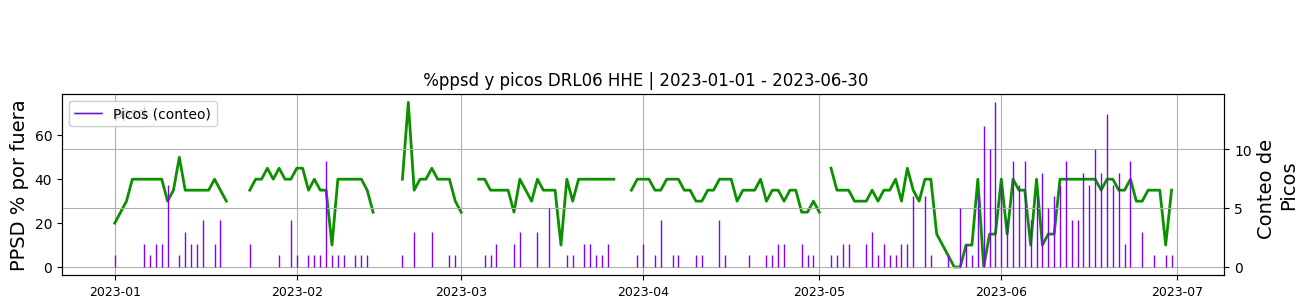 %ppsd y picos DRL06 HHE | 2023-01-01 - 2023-06-30
Picos (conteo)
PPSD % por fuera
60
40
20
0
10
5
0
Conteo de
Picos
2023-01
2023-02
2023-03
2023-04
2023-05
2023-06
2023-07